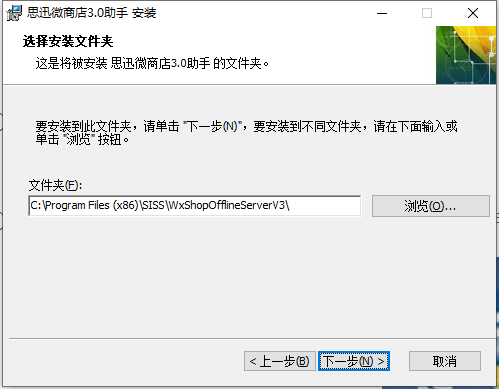 思迅微商店3.0助手 安装
选择安装文件夹
这是将被安装 思迅微商店3.0助手 的文件夹。
要安装到此文件夹，请单击 "下一步(N)"，要安装到不同文件夹，请在下面输入或
单击 "浏览" 按钮。
文件夹(F):
C:\Program Files (x86)\SISS\WxShopOfflineServerV3\
浏览(O)...
< 上一步(B)
下一步(N) >
取消